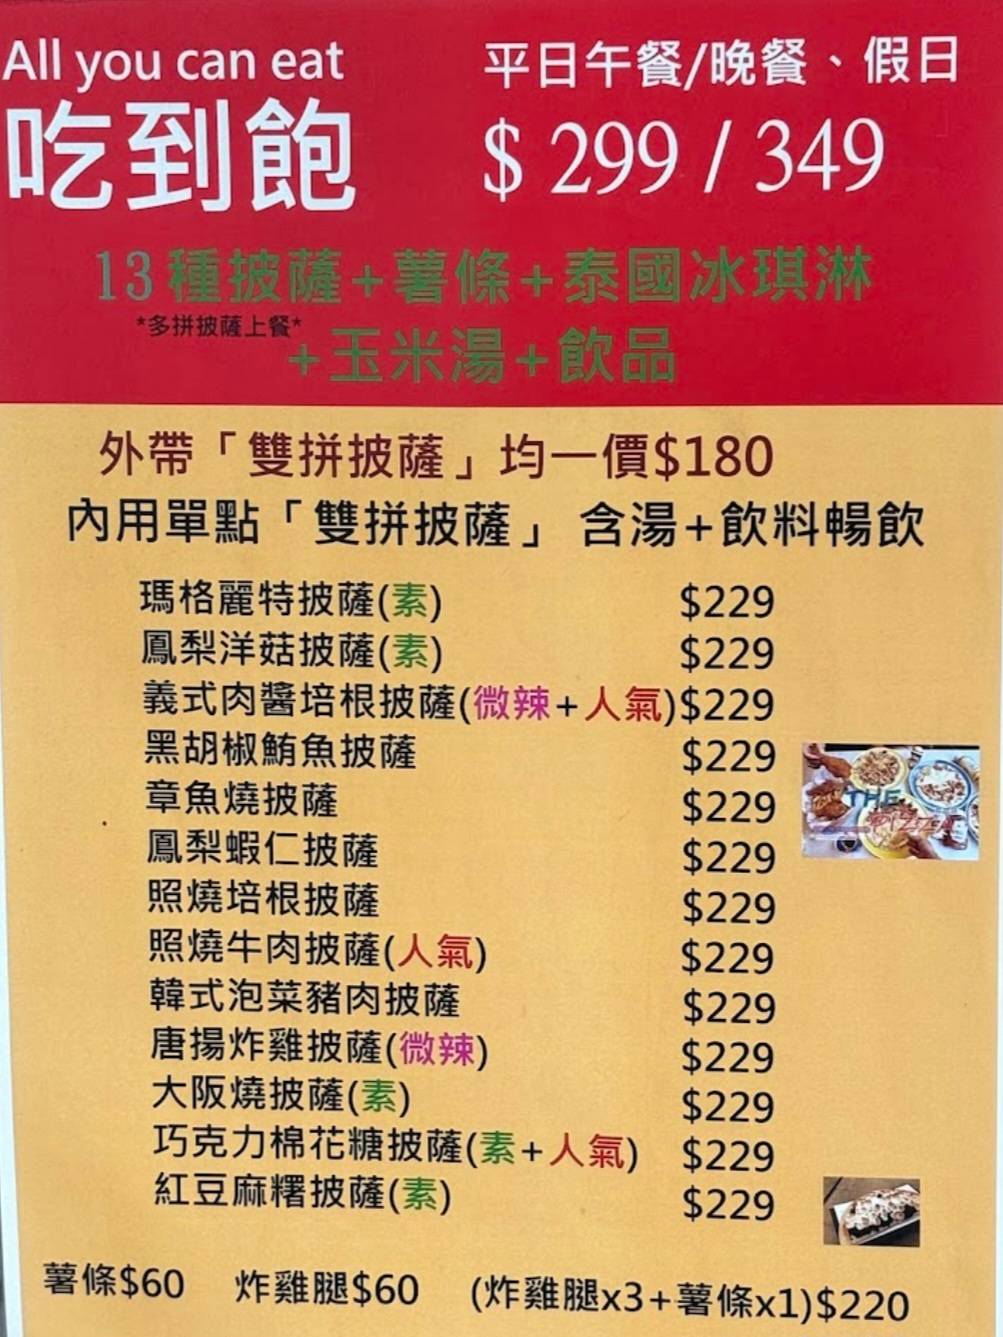 All you can eat
吃到飽
平日午餐/晚餐、假日
$ 299 / 349
13種披薩+薯條+泰國冰琪淋
*多拼披薩上餐*
+玉米湯+飲品
外帶「雙拼披薩」均一價$180
內用單點「雙拼披薩」 含湯+飲料暢飲
瑪格麗特披薩(素) $229
鳳梨洋菇披薩(素) $229
義式肉醬培根披薩(微辣+人氣)$229
黑胡椒鮪魚披薩 $229
章魚燒披薩 $229
鳳梨蝦仁披薩 $229
照燒培根披薩 $229
照燒牛肉披薩(人氣) $229
韓式泡菜豬肉披薩 $229
唐揚炸雞披薩(微辣) $229
大阪燒披薩(素) $229
巧克力棉花糖披薩(素+人氣) $229
紅豆麻糬披薩(素) $229
THE
薯條$60 炸雞腿$60 (炸雞腿x3+薯條x1)$220